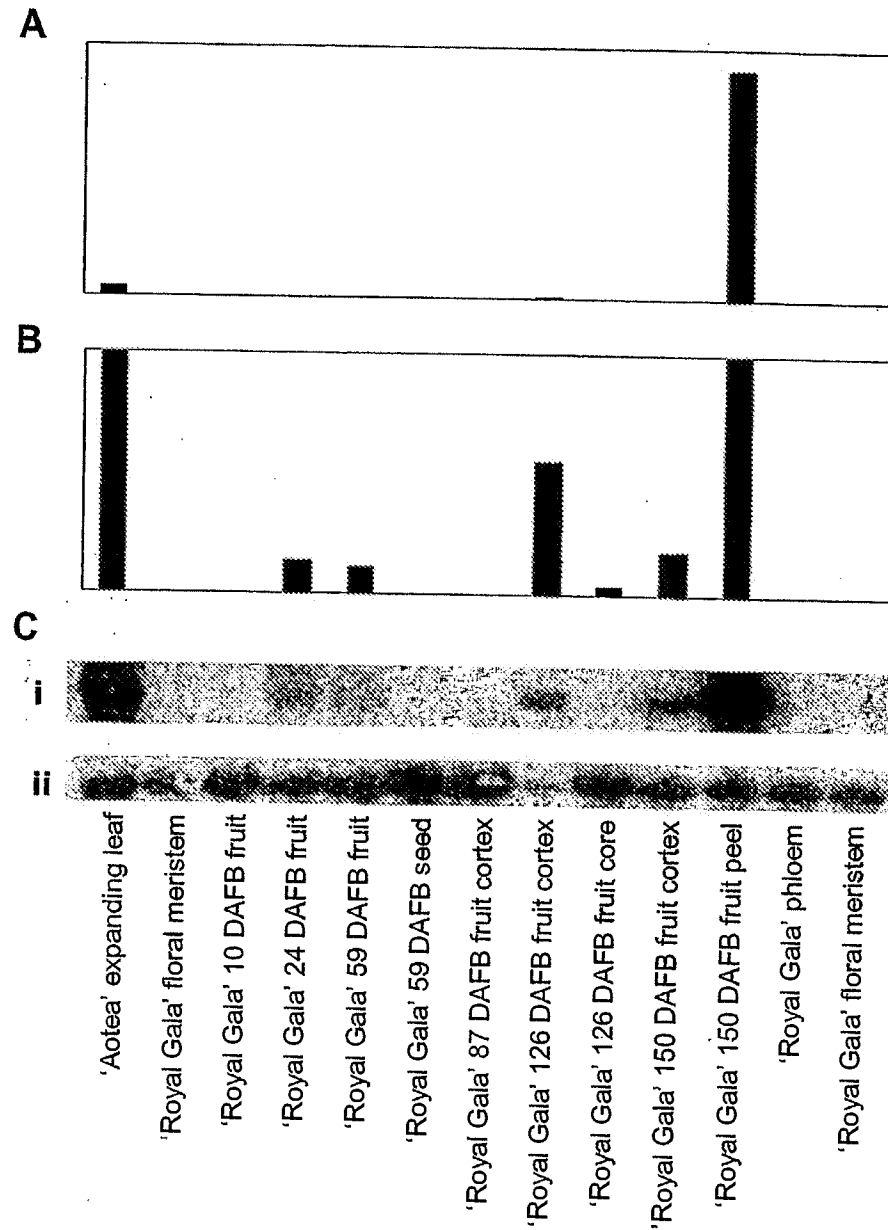 A
B
C
i
ii
'Aotea' expanding leaf
'Royal Gala' floral meristem
'Royal Gala' 10 DAFB fruit
'Royal Gala' 24 DAFB fruit
'Royal Gala' 59 DAFB fruit
'Royal Gala' 59 DAFB seed
'Royal Gala' 87 DAFB fruit cortex
'Royal Gala' 126 DAFB fruit cortex
'Royal Gala' 126 DAFB fruit core
'Royal Gala' 150 DAFB fruit cortex
'Royal Gala' 150 DAFB fruit peel
'Royal Gala' phloem
'Royal Gala' floral meristem